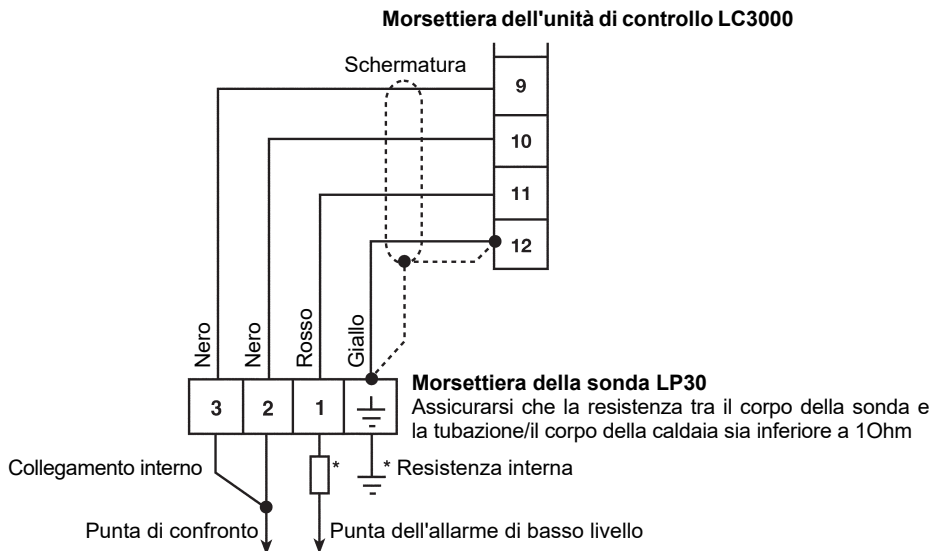 Morsettiera dell'unità di controllo LC3000
Schermatura
9
10
11
12
Nero
Nero
Rosso
Giallo
3
2
1
Morsettiera della sonda LP30
Assicurarsi che la resistenza tra il corpo della sonda e
la tubazione/il corpo della caldaia sia inferiore a 1Ohm
Collegamento interno
*
* Resistenza interna
Punta di confronto
Punta dell'allarme di basso livello